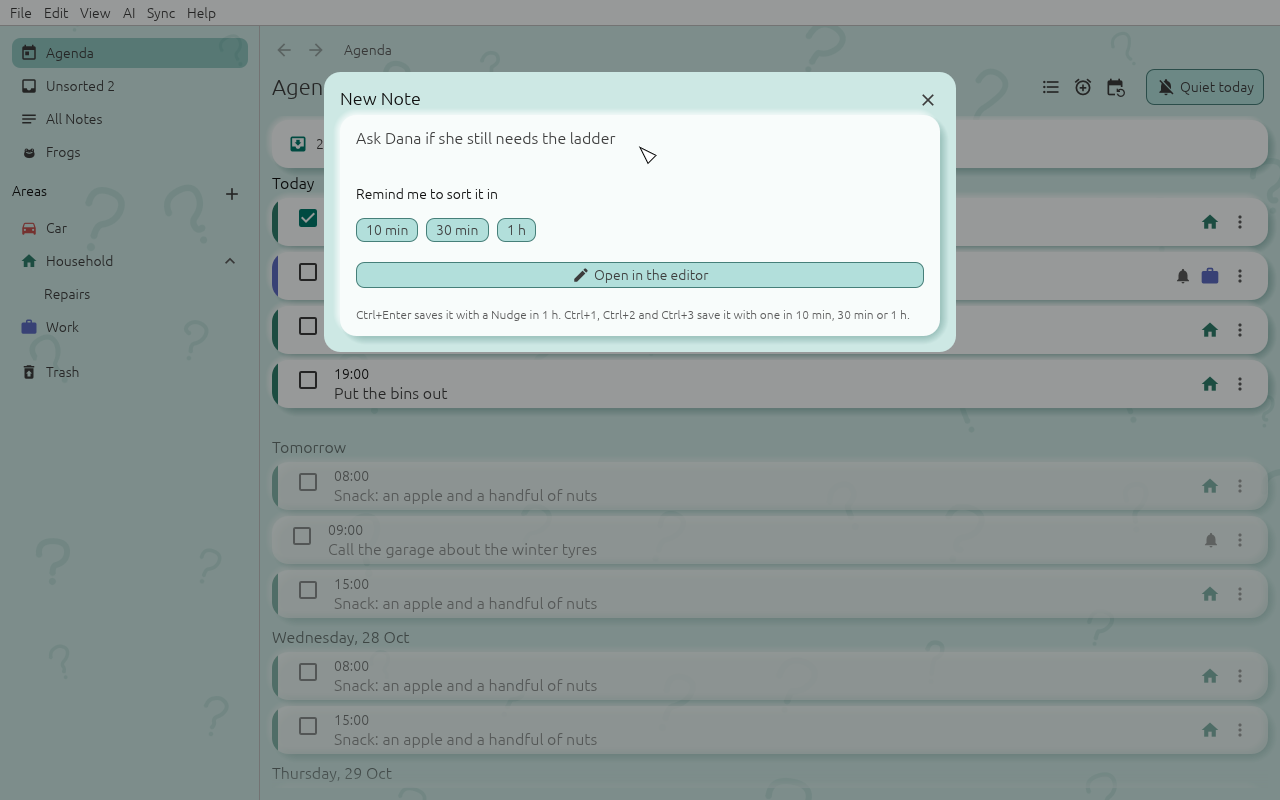 File Edit View AI Sync Help
Agenda
Unsorted 2
All Notes
Frogs
Areas
Car
Household
Repairs
Work
Trash
Agenda
Agen
Quiet today
2
Today
New Note
Ask Dana if she still needs the ladder
Remind me to sort it in
10 min 30 min 1 h
Open in the editor
Ctrl+Enter saves it with a Nudge in 1 h. Ctrl+1, Ctrl+2 and Ctrl+3 save it with one in 10 min, 30 min or 1 h.
19:00
Put the bins out
Tomorrow
08:00
Snack: an apple and a handful of nuts
09:00
Call the garage about the winter tyres
15:00
Snack: an apple and a handful of nuts
Wednesday, 28 Oct
08:00
Snack: an apple and a handful of nuts
15:00
Snack: an apple and a handful of nuts
Thursday, 29 Oct